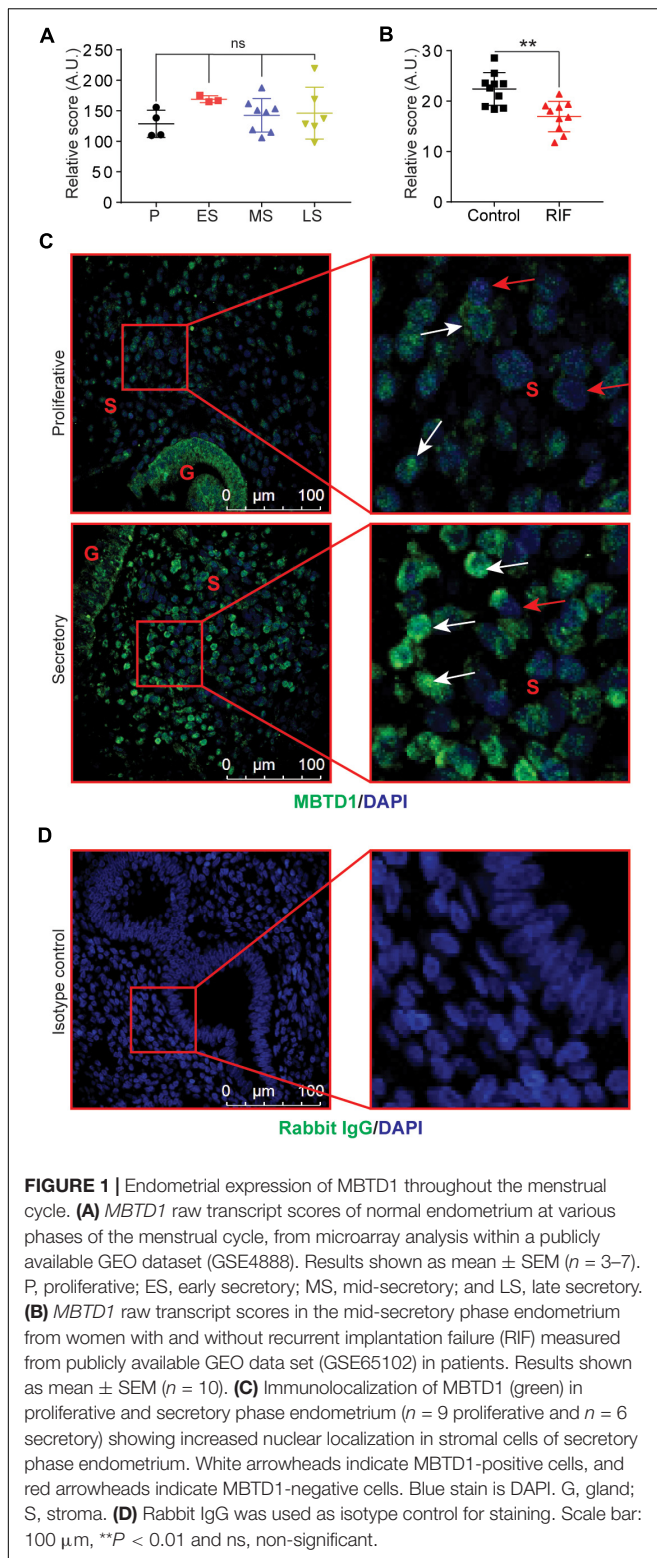 A
ns
Relative score (A.U.)
250
200
150
100
50
0
P ES MS LS
B
**
Relative score (A.U.)
30
20
10
0
Control RIF
C
Proliferative
S
G
0 µm 100
S
Secretory
G
S
0 µm 100
S
MBTD1/DAPI
D
Isotype control
0 µm 100
Rabbit IgG/DAPI
FIGURE 1 | Endometrial expression of MBTD1 throughout the menstrual
cycle. (A) MBTD1 raw transcript scores of normal endometrium at various
phases of the menstrual cycle, from microarray analysis within a publicly
available GEO dataset (GSE4888). Results shown as mean ± SEM (n = 3–7).
P, proliferative; ES, early secretory; MS, mid-secretory; and LS, late secretory.
(B) MBTD1 raw transcript scores in the mid-secretory phase endometrium
from women with and without recurrent implantation failure (RIF) measured
from publicly available GEO data set (GSE65102) in patients. Results shown
as mean ± SEM (n = 10). (C) Immunolocalization of MBTD1 (green) in
proliferative and secretory phase endometrium (n = 9 proliferative and n = 6
secretory) showing increased nuclear localization in stromal cells of secretory
phase endometrium. White arrowheads indicate MBTD1-positive cells, and
red arrowheads indicate MBTD1-negative cells. Blue stain is DAPI. G, gland;
S, stroma. (D) Rabbit IgG was used as isotype control for staining. Scale bar:
100 µm, **P < 0.01 and ns, non-significant.